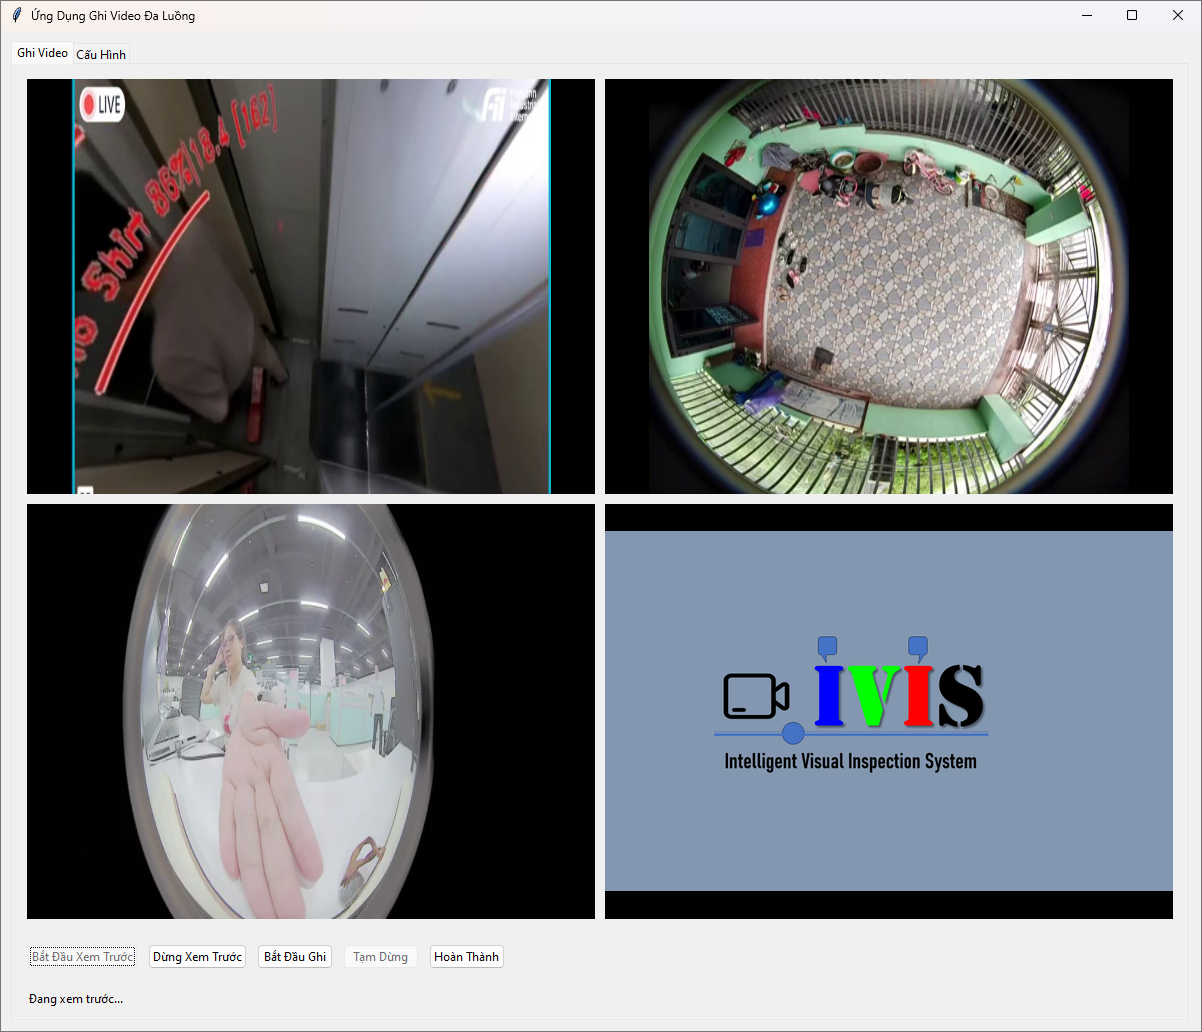 Ứng Dụng Ghi Video Đa Luồng
Ghi Video
Cấu Hình
LIVE
Shirt 86%|18.4 [162]
iVIS
Intelligent Visual Inspection System
Bắt Đầu Xem Trước
Dừng Xem Trước
Bắt Đầu Ghi
Tạm Dừng
Hoàn Thành
Đang xem trước...